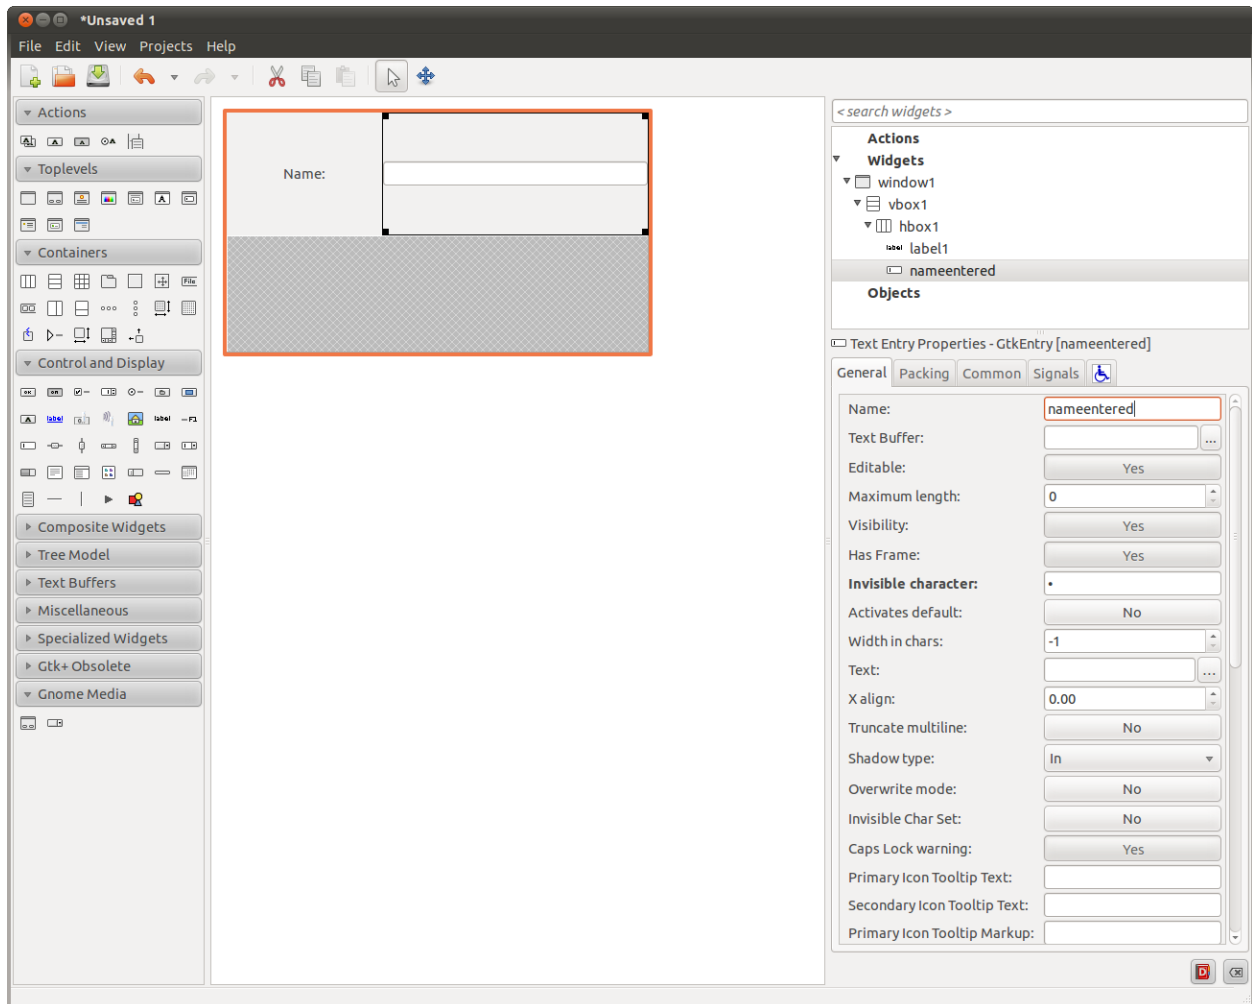 *Unsaved 1
File Edit View Projects Help
Actions
Toplevels
Containers
File
Control and Display
OK
label
label
Composite Widgets
Tree Model
Text Buffers
Miscellaneous
Specialized Widgets
Gtk+ Obsolete
Gnome Media
Name:
< search widgets >
Actions
Widgets
window1
vbox1
hbox1
label label1
nameentered
Objects
Text Entry Properties - GtkEntry [nameentered]
General Packing Common Signals
Name: nameentered
Text Buffer: ...
Editable: Yes
Maximum length: 0
Visibility: Yes
Has Frame: Yes
Invisible character: •
Activates default: No
Width in chars: -1
Text: ...
X align: 0.00
Truncate multiline: No
Shadow type: In
Overwrite mode: No
Invisible Char Set: No
Caps Lock warning: Yes
Primary Icon Tooltip Text:
Secondary Icon Tooltip Text:
Primary Icon Tooltip Markup: